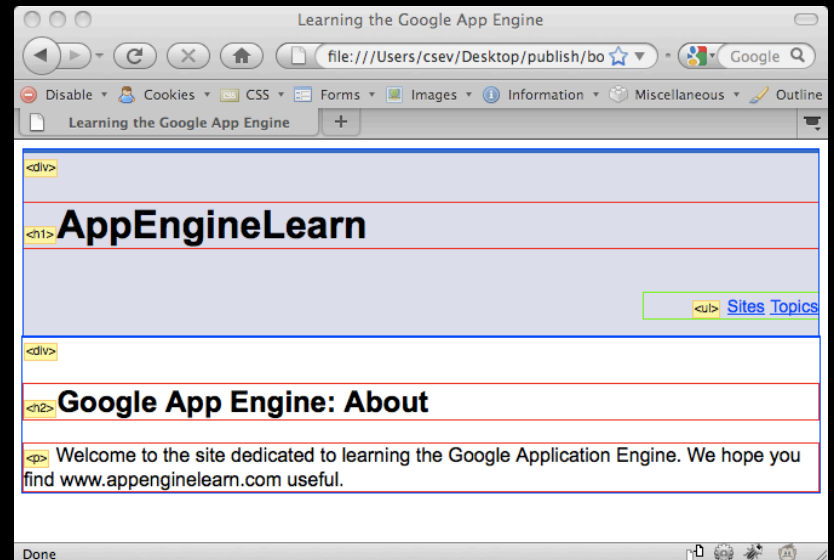 Learning the Google App Engine
file:///Users/csev/Desktop/publish/bo
Google
Disable Cookies CSS Forms Images Information Miscellaneous Outline
Learning the Google App Engine +
<div>
<h1>AppEngineLearn
<ul> Sites Topics
<div>
<h2>Google App Engine: About
<p> Welcome to the site dedicated to learning the Google Application Engine. We hope you
find www.appenginelearn.com useful.
Done